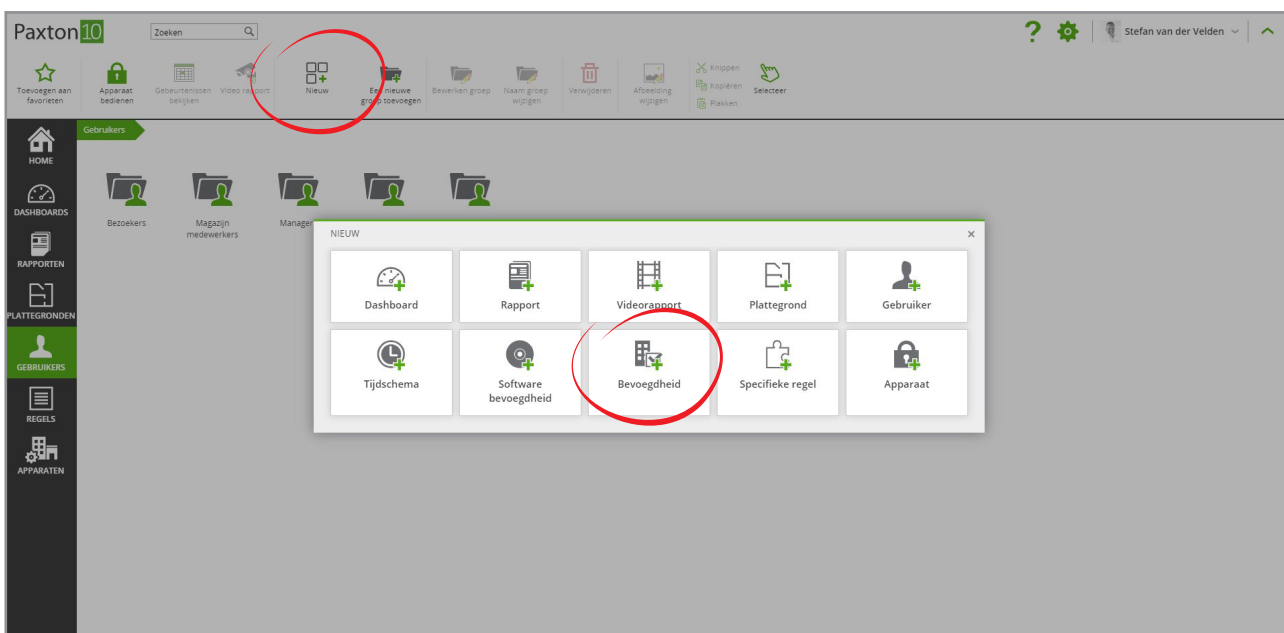 Paxton10
Zoeken
Stefan van der Velden
Toevoegen aan
favorieten
Apparaat
bedienen
Gebeurtenissen
bekijken
Video rapport
Nieuw
Een nieuwe
groep toevoegen
Bewerken groep
Naam groep
wijzigen
Verwijderen
Afbeelding
wijzigen
Knippen
Kopiëren
Plakken
Selecteer
HOME
DASHBOARDS
RAPPORTEN
PLATTEGRONDEN
GEBRUIKERS
REGELS
APPARATEN
Gebruikers
Bezoekers
Magazijn
medewerkers
Manager
NIEUW
Dashboard
Rapport
Videorapport
Plattegrond
Gebruiker
Tijdschema
Software
bevoegdheid
Bevoegdheid
Specifieke regel
Apparaat